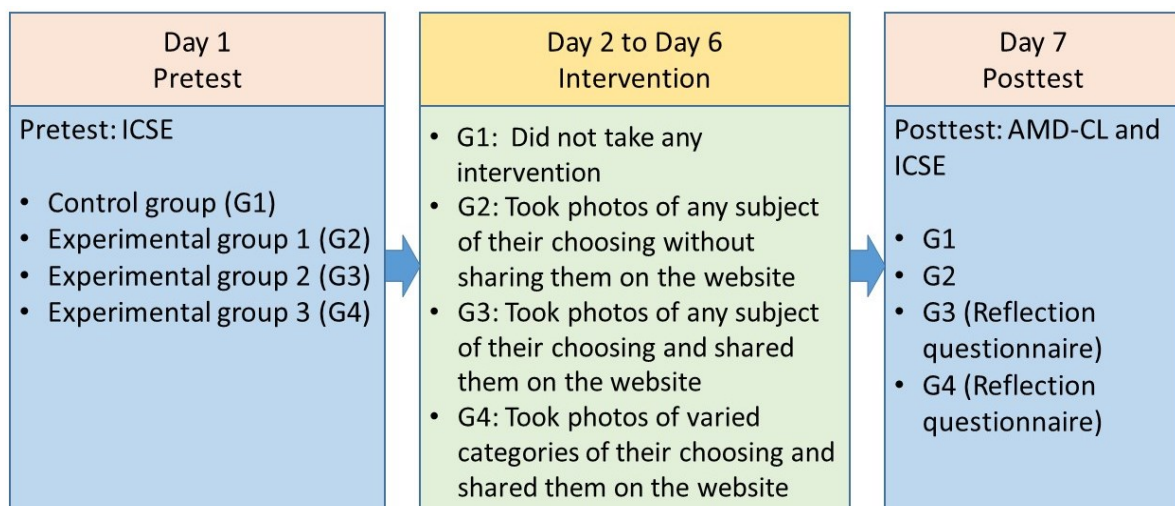 Day 1
Pretest
Pretest: ICSE
• Control group (G1)
• Experimental group 1 (G2)
• Experimental group 2 (G3)
• Experimental group 3 (G4)
Day 2 to Day 6
Intervention
• G1:  Did not take any
intervention
• G2: Took photos of any subject
of their choosing without
sharing them on the website
• G3: Took photos of any subject
of their choosing and shared
them on the website
• G4: Took photos of varied
categories of their choosing and
shared them on the website
Day 7
Posttest
Posttest: AMD-CL and
ICSE
• G1
• G2
• G3 (Reflection
questionnaire)
• G4 (Reflection
questionnaire)